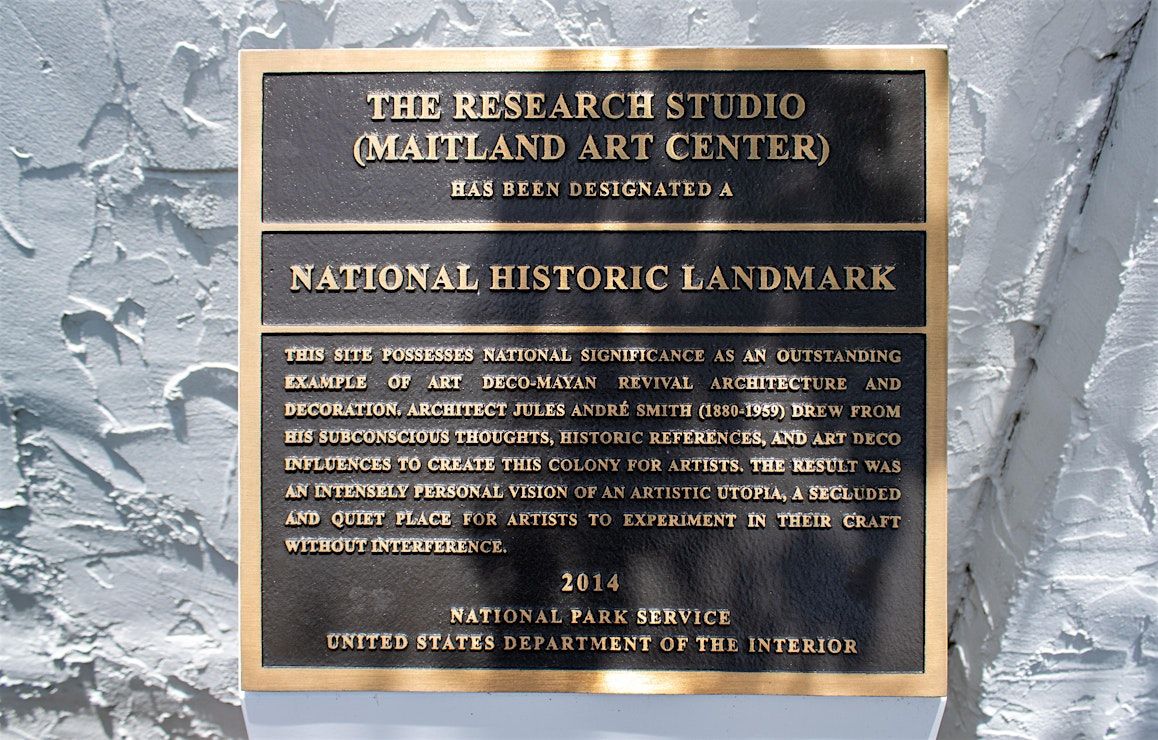 THE RESEARCH STUDIO
(MAITLAND ART CENTER)
HAS BEEN DESIGNATED A
NATIONAL HISTORIC LANDMARK
THIS SITE POSSESSES NATIONAL SIGNIFICANCE AS AN OUTSTANDING
EXAMPLE OF ART DECO-MAYAN REVIVAL ARCHITECTURE AND
DECORATION. ARCHITECT JULES ANDRÉ SMITH (1880-1959) DREW FROM
HIS SUBCONSCIOUS THOUGHTS, HISTORIC REFERENCES, AND ART DECO
INFLUENCES TO CREATE THIS COLONY FOR ARTISTS. THE RESULT WAS
AN INTENSELY PERSONAL VISION OF AN ARTISTIC UTOPIA, A SECLUDED
AND QUIET PLACE FOR ARTISTS TO EXPERIMENT IN THEIR CRAFT
WITHOUT INTERFERENCE.
2014
NATIONAL PARK SERVICE
UNITED STATES DEPARTMENT OF THE INTERIOR